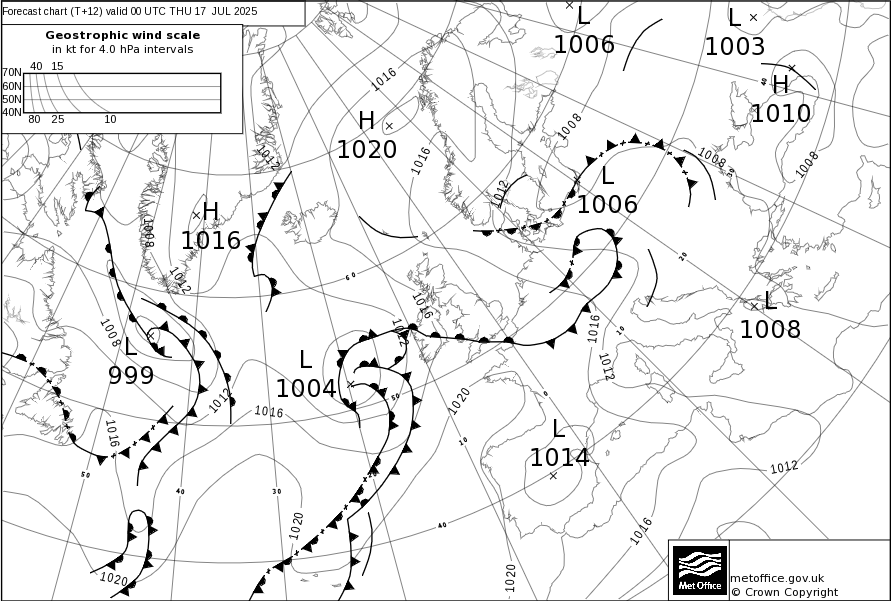 Forecast chart (T+12) valid 00 UTC THU 17 JUL 2025
Geostrophic wind scale
in kt for 4.0 hPa intervals
40 15
70N
60N
50N
40N
80 25 10
L
1006
L
1003
H
1010
H
1020
L
1006
H
1016
L
1008
L
999
L
1004
L
1014
1016
1008
1016
1012
1012
1008
1008
1008
1012
1016
1012
1008
1016
1012
1012
1012
1016
1020
1016
1012
1020
1016
1020
1020
40
30
20
60
10
0
50
10
50
40
30
40
Met Office
metoffice.gov.uk
© Crown Copyright